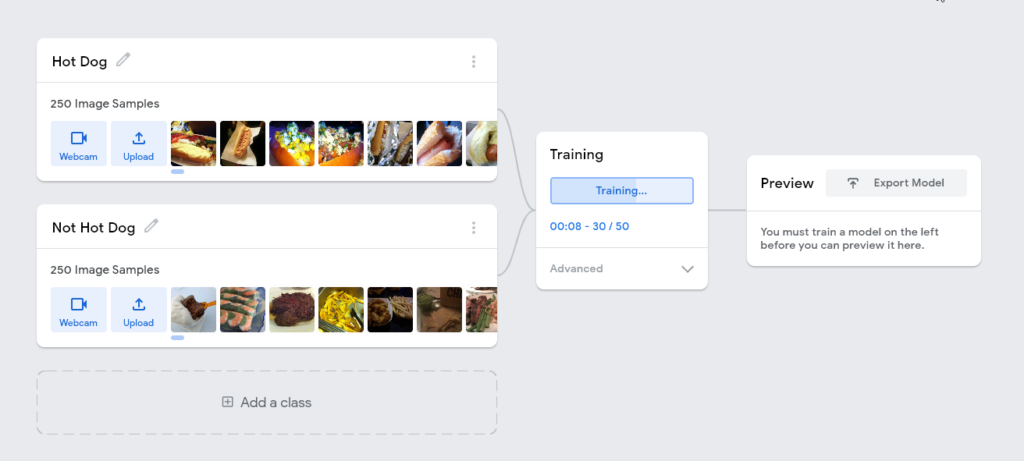 Hot Dog
250 Image Samples
Webcam
Upload
Not Hot Dog
250 Image Samples
Webcam
Upload
Add a class
Training
Training...
00:08 - 30 / 50
Advanced
Preview
Export Model
You must train a model on the left
before you can preview it here.